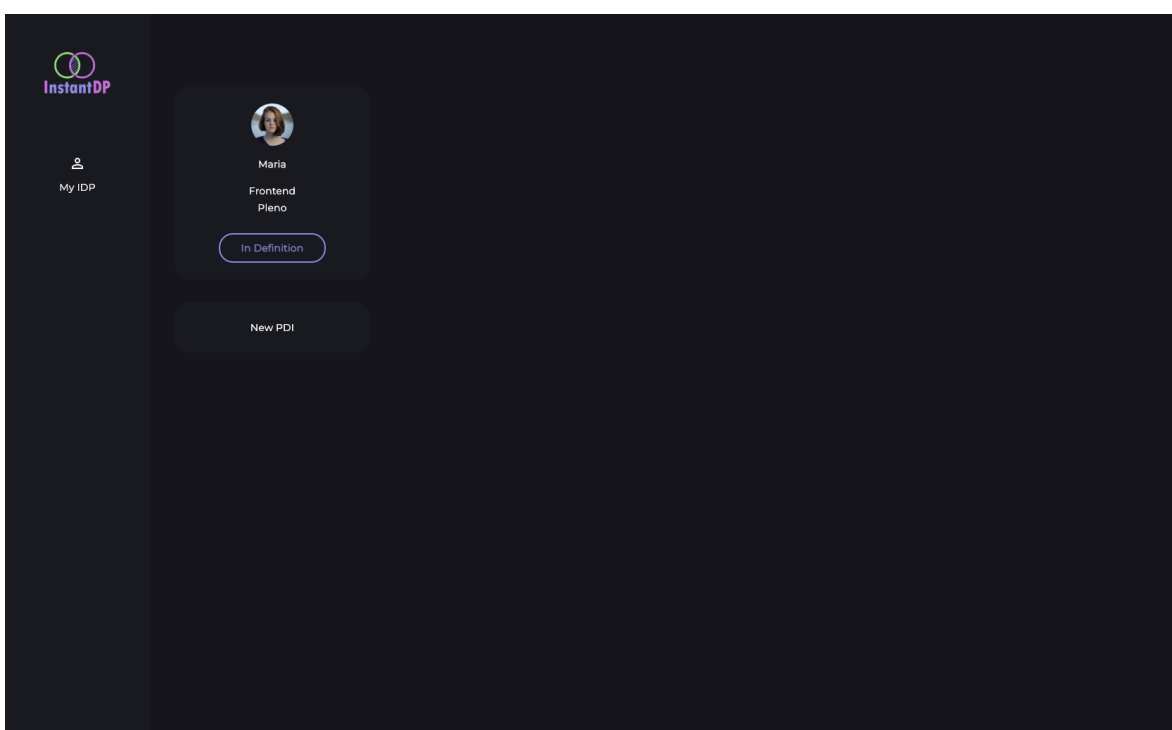 InstantDP
My IDP
Maria
Frontend
Pleno
In Definition
New PDI